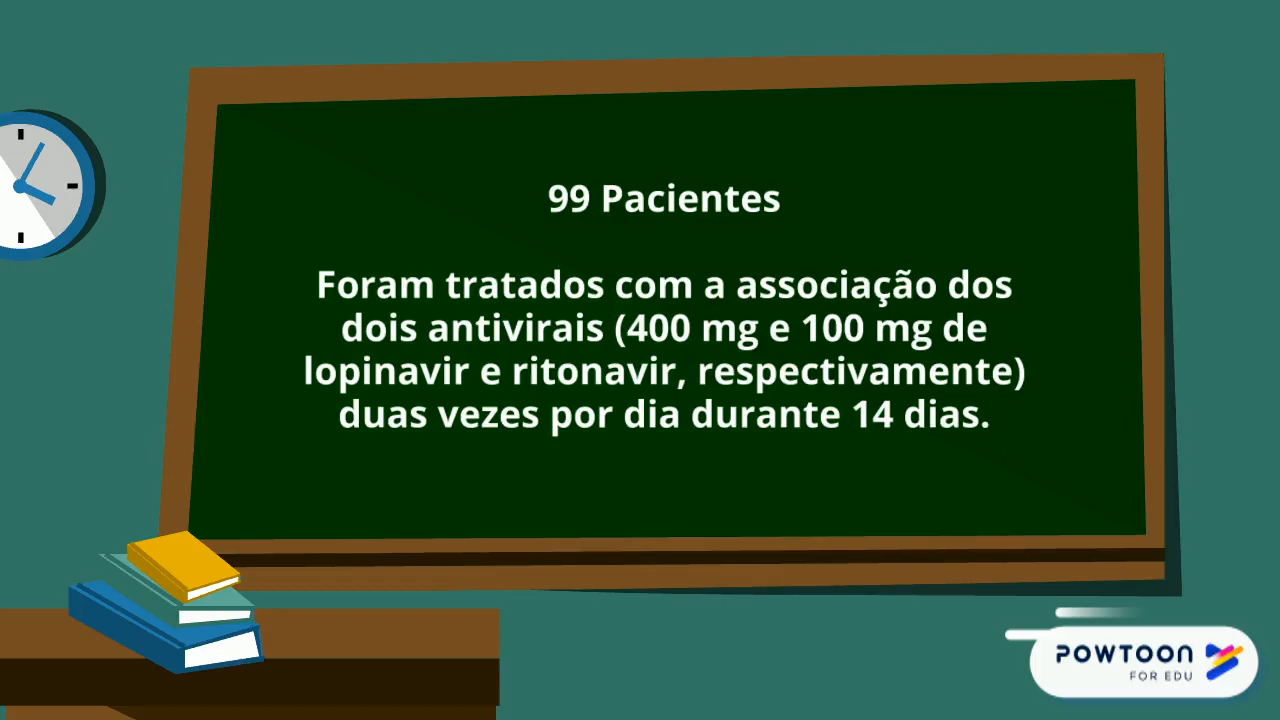 99 Pacientes
Foram tratados com a associação dos
dois antivirais (400 mg e 100 mg de
lopinavir e ritonavir, respectivamente)
duas vezes por dia durante 14 dias.
POWTOON
FOR EDU